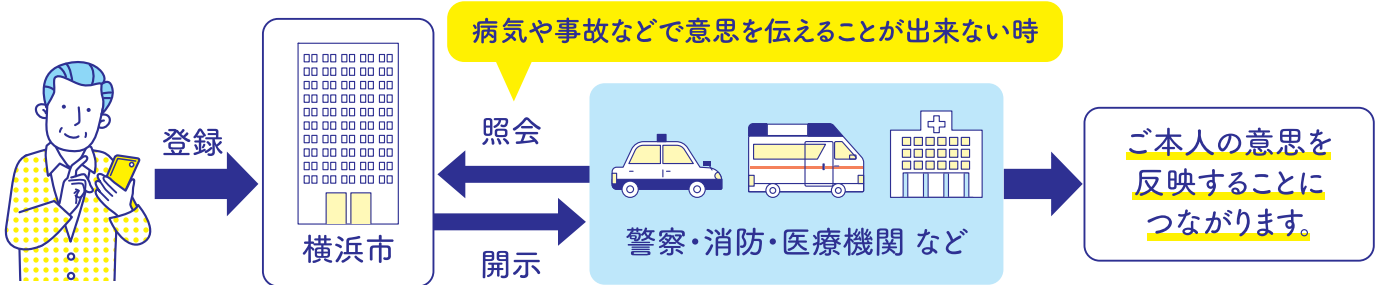 病気や事故などで意思を伝えることが出来ない時
登録
横浜市
照会
開示
警察・消防・医療機関 など
ご本人の意思を
反映することに
つながります。